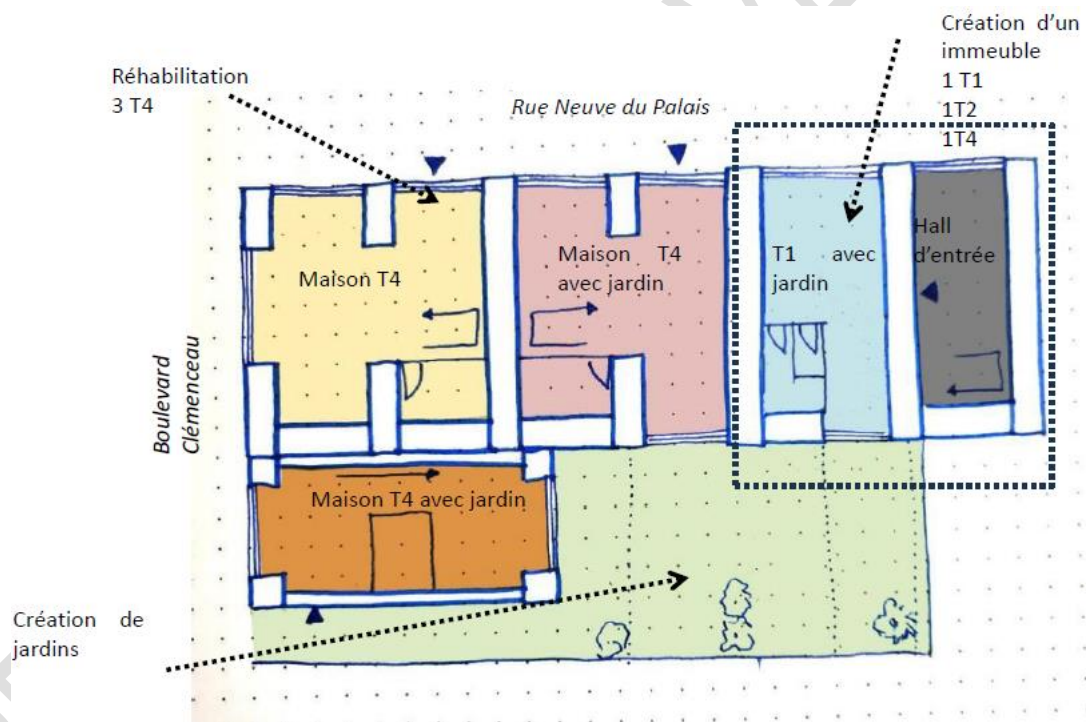 Création d'un
immeuble
1 T1
1T2
1T4
Réhabilitation
3 T4
Rue Neuve du Palais
Maison T4
Maison T4
avec jardin
T1 avec
jardin
Hall
d'entrée
Boulevard
Clémenceau
Maison T4 avec jardin
Création de
jardins